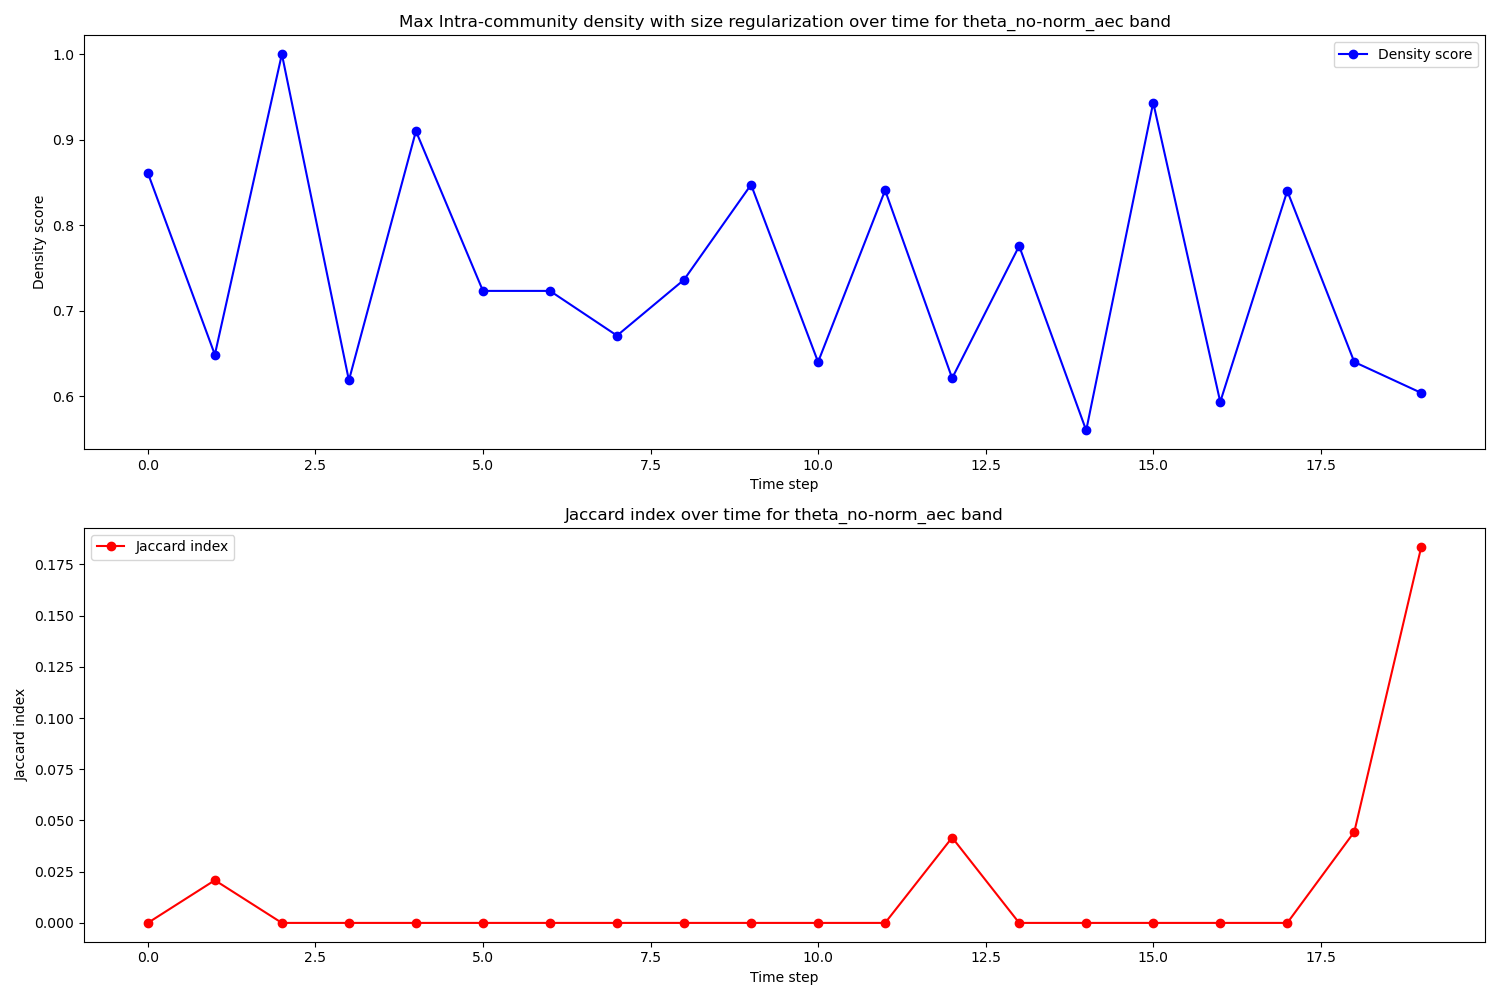 Max Intra-community density with size regularization over time for theta_no-norm_aec band
Density score
1.0
0.9
0.8
0.7
0.6
Density score
0.0 2.5 5.0 7.5 10.0 12.5 15.0 17.5
Time step
Jaccard index over time for theta_no-norm_aec band
Jaccard index
0.175
0.150
0.125
0.100
0.075
0.050
0.025
0.000
Jaccard index
0.0 2.5 5.0 7.5 10.0 12.5 15.0 17.5
Time step